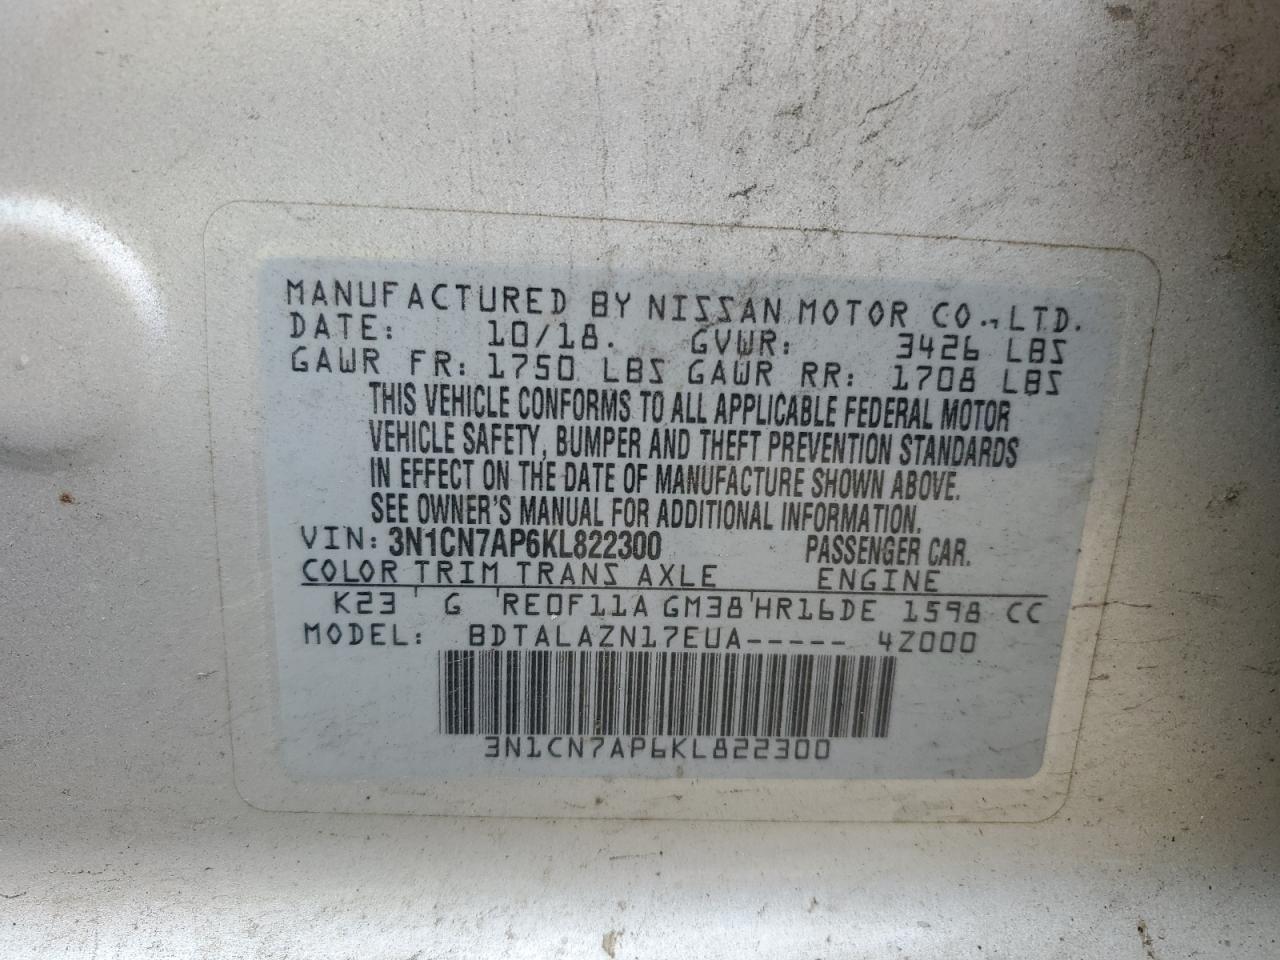 MANUFACTURED BY NISSAN MOTOR CO., LTD.
DATE: 10/18. GVWR: 3426 LBS
GAWR FR: 1750 LBS GAWR RR: 1708 LBS
THIS VEHICLE CONFORMS TO ALL APPLICABLE FEDERAL MOTOR
VEHICLE SAFETY, BUMPER AND THEFT PREVENTION STANDARDS
IN EFFECT ON THE DATE OF MANUFACTURE SHOWN ABOVE.
SEE OWNER'S MANUAL FOR ADDITIONAL INFORMATION.
VIN: 3N1CN7AP6KL822300 PASSENGER CAR.
COLOR TRIM TRANS AXLE ENGINE
K23 ' G ' RE0F11A GM38 ' HR16DE 1598 CC
MODEL: BDTALAZN17EUA----- 4Z000
3N1CN7AP6KL822300